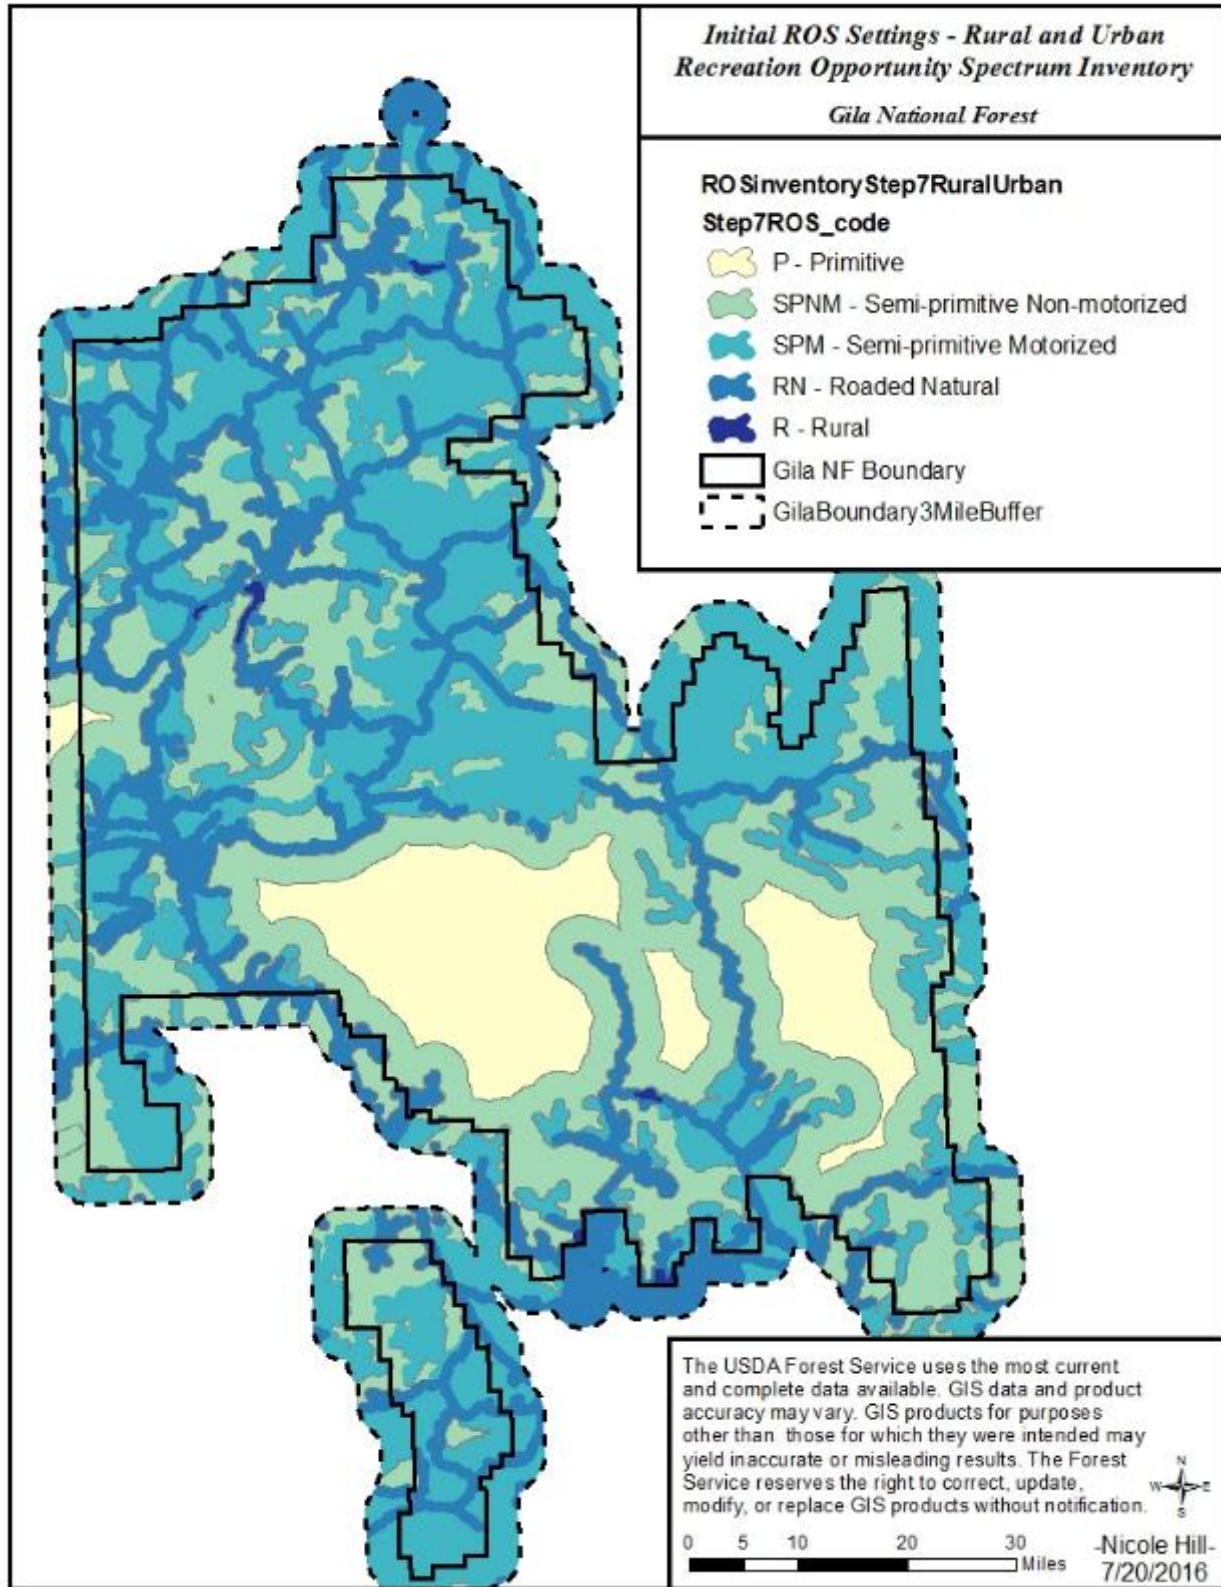 Initial ROS Settings - Rural and Urban
Recreation Opportunity Spectrum Inventory
Gila National Forest
ROSinventoryStep7RuralUrban
Step7ROS_code
P - Primitive
SPNM - Semi-primitive Non-motorized
SPM - Semi-primitive Motorized
RN - Roaded Natural
R - Rural
Gila NF Boundary
GilaBoundary3MileBuffer
The USDA Forest Service uses the most current
and complete data available. GIS data and product
accuracy may vary. GIS products for purposes
other than those for which they were intended may
yield inaccurate or misleading results. The Forest
Service reserves the right to correct, update,
modify, or replace GIS products without notification.
N
W E
S
0 5 10 20 30
Miles
-Nicole Hill-
7/20/2016